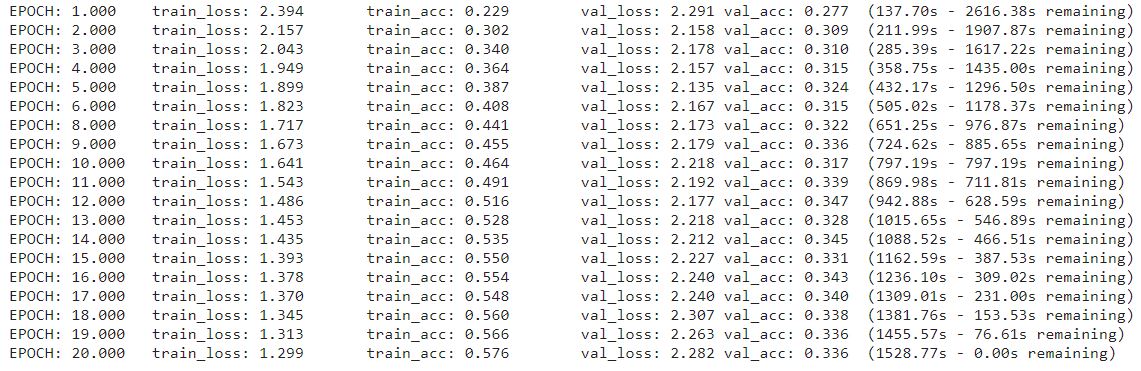 EPOCH: 1.000 train_loss: 2.394 train_acc: 0.229 val_loss: 2.291 val_acc: 0.277 (137.70s - 2616.38s remaining)
EPOCH: 2.000 train_loss: 2.157 train_acc: 0.302 val_loss: 2.158 val_acc: 0.309 (211.99s - 1907.87s remaining)
EPOCH: 3.000 train_loss: 2.043 train_acc: 0.340 val_loss: 2.178 val_acc: 0.310 (285.39s - 1617.22s remaining)
EPOCH: 4.000 train_loss: 1.949 train_acc: 0.364 val_loss: 2.157 val_acc: 0.315 (358.75s - 1435.00s remaining)
EPOCH: 5.000 train_loss: 1.899 train_acc: 0.387 val_loss: 2.135 val_acc: 0.324 (432.17s - 1296.50s remaining)
EPOCH: 6.000 train_loss: 1.823 train_acc: 0.408 val_loss: 2.167 val_acc: 0.315 (505.02s - 1178.37s remaining)
EPOCH: 8.000 train_loss: 1.717 train_acc: 0.441 val_loss: 2.173 val_acc: 0.322 (651.25s - 976.87s remaining)
EPOCH: 9.000 train_loss: 1.673 train_acc: 0.455 val_loss: 2.179 val_acc: 0.336 (724.62s - 885.65s remaining)
EPOCH: 10.000 train_loss: 1.641 train_acc: 0.464 val_loss: 2.218 val_acc: 0.317 (797.19s - 797.19s remaining)
EPOCH: 11.000 train_loss: 1.543 train_acc: 0.491 val_loss: 2.192 val_acc: 0.339 (869.98s - 711.81s remaining)
EPOCH: 12.000 train_loss: 1.486 train_acc: 0.516 val_loss: 2.177 val_acc: 0.347 (942.88s - 628.59s remaining)
EPOCH: 13.000 train_loss: 1.453 train_acc: 0.528 val_loss: 2.218 val_acc: 0.328 (1015.65s - 546.89s remaining)
EPOCH: 14.000 train_loss: 1.435 train_acc: 0.535 val_loss: 2.212 val_acc: 0.345 (1088.52s - 466.51s remaining)
EPOCH: 15.000 train_loss: 1.393 train_acc: 0.550 val_loss: 2.227 val_acc: 0.331 (1162.59s - 387.53s remaining)
EPOCH: 16.000 train_loss: 1.378 train_acc: 0.554 val_loss: 2.240 val_acc: 0.343 (1236.10s - 309.02s remaining)
EPOCH: 17.000 train_loss: 1.370 train_acc: 0.548 val_loss: 2.240 val_acc: 0.340 (1309.01s - 231.00s remaining)
EPOCH: 18.000 train_loss: 1.345 train_acc: 0.560 val_loss: 2.307 val_acc: 0.338 (1381.76s - 153.53s remaining)
EPOCH: 19.000 train_loss: 1.313 train_acc: 0.566 val_loss: 2.263 val_acc: 0.336 (1455.57s - 76.61s remaining)
EPOCH: 20.000 train_loss: 1.299 train_acc: 0.576 val_loss: 2.282 val_acc: 0.336 (1528.77s - 0.00s remaining)